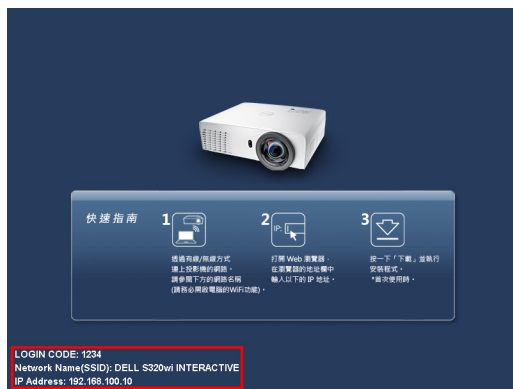 快速指南
1
透過有線/無線方式
連上投影機的網路。
請參閱下方的網路名稱
(請務必開啟電腦的WiFi功能)。
2
IP:
打開 Web 瀏覽器，
在瀏覽器的地址欄中
輸入以下的 IP 地址。
3
按一下「下載」並執行
安裝程式。
*首次使用時。
LOGIN CODE: 1234
Network Name(SSID): DELL S320wi INTERACTIVE
IP Address: 192.168.100.10